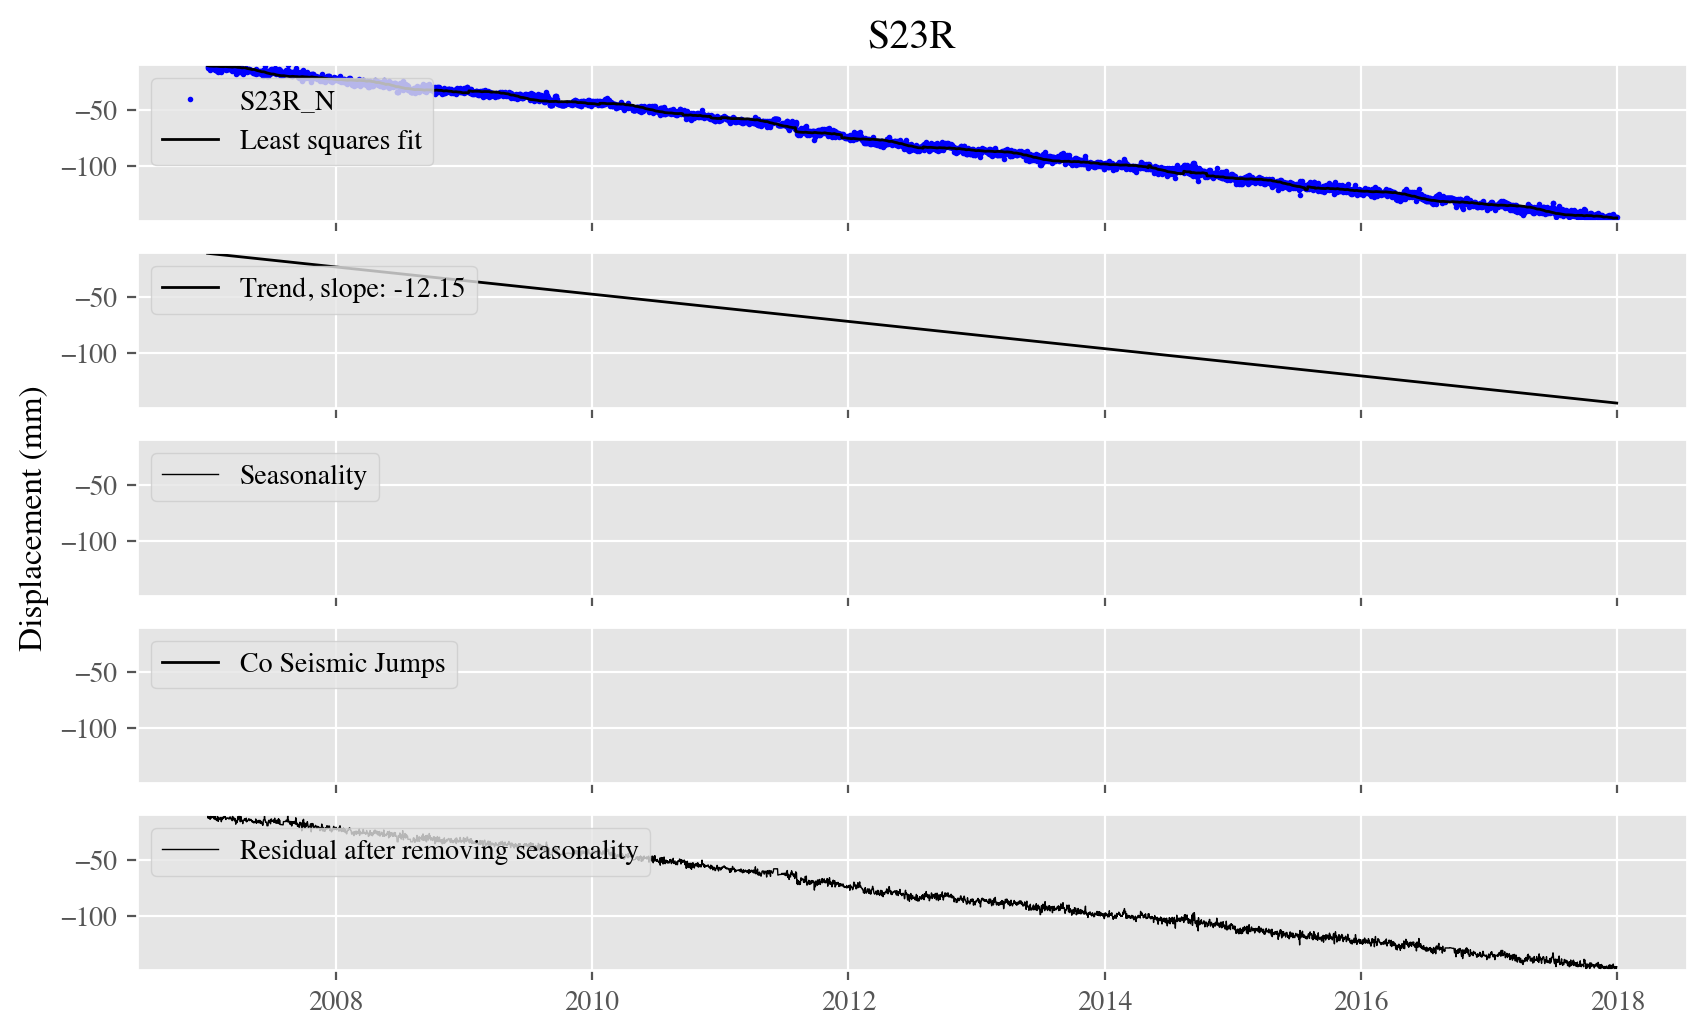 S23R
−50
−100
S23R_N
Least squares fit
−50
−100
Trend, slope: -12.15
Displacement (mm)
−50
−100
Seasonality
−50
−100
Co Seismic Jumps
−50
−100
Residual after removing seasonality
2008 2010 2012 2014 2016 2018